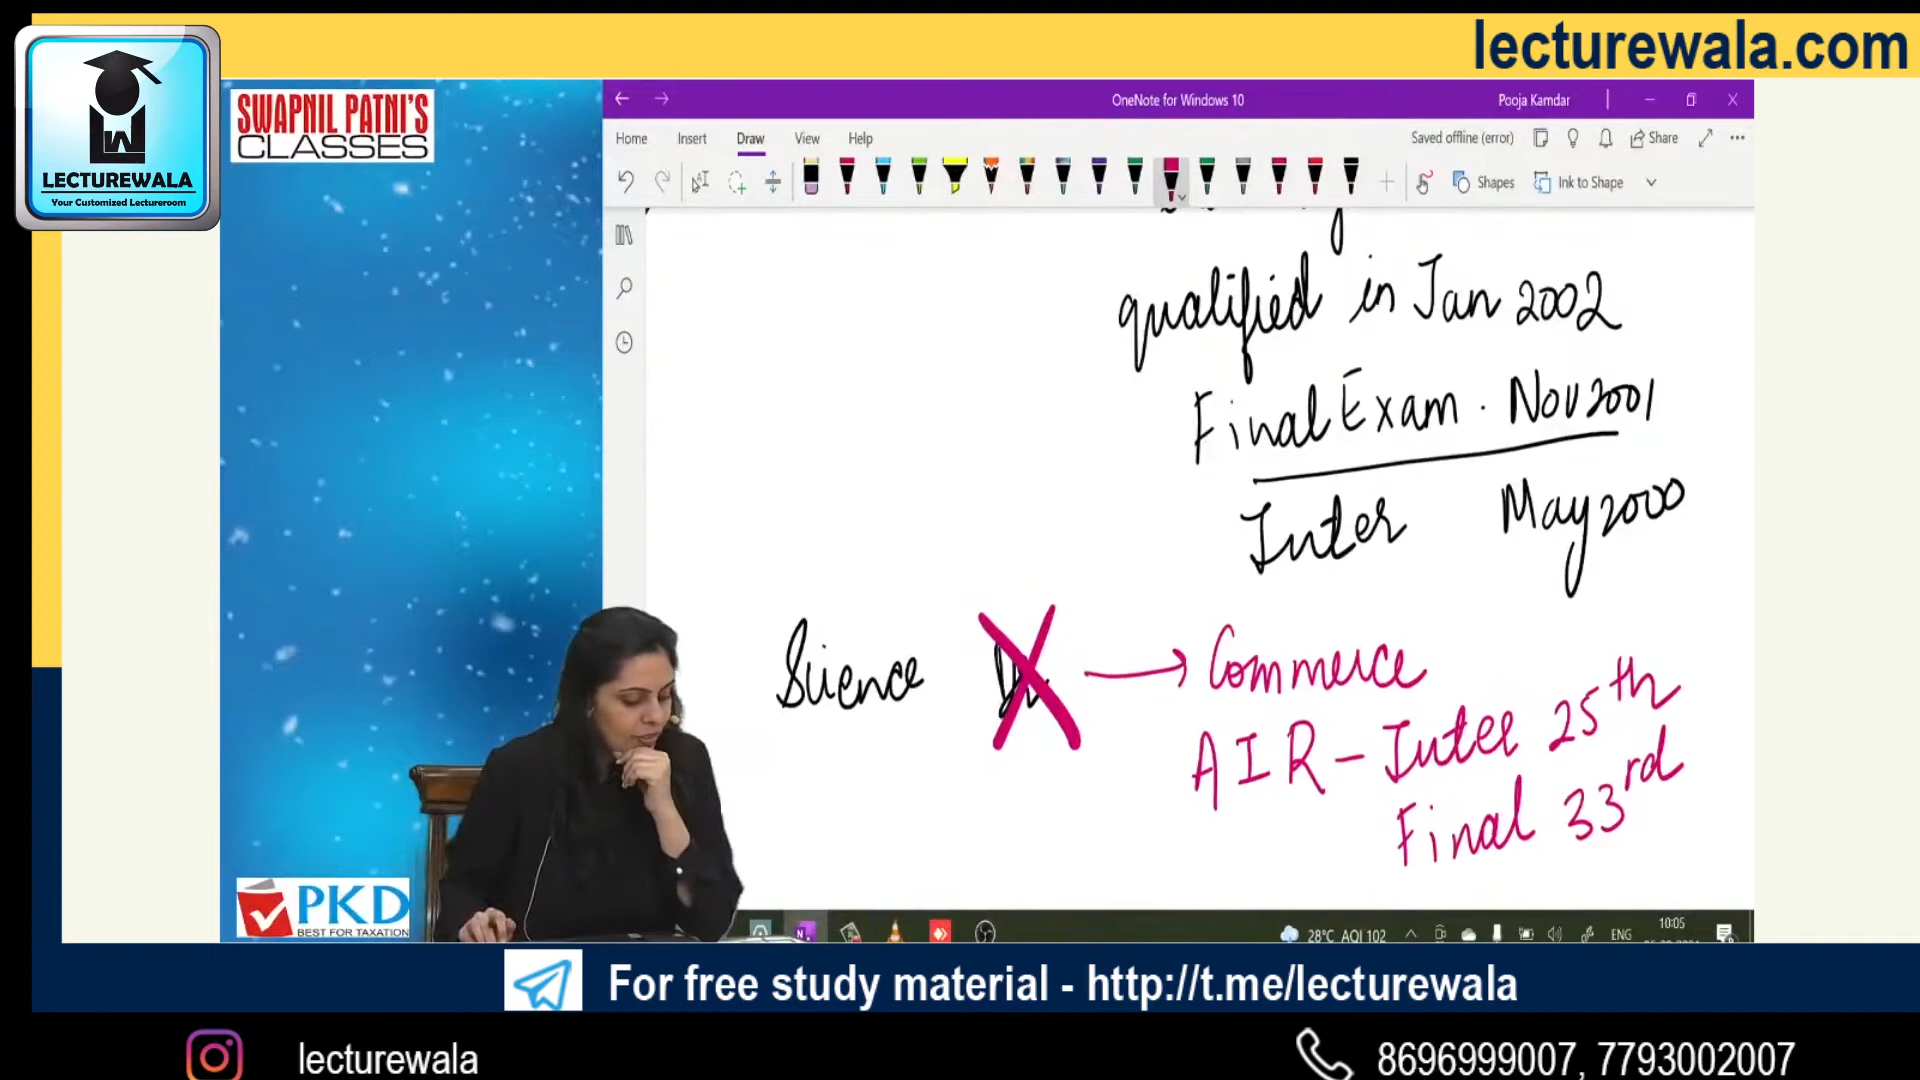 lecturewala.com
LW
LECTUREWALA
Your Customized Lectureroom
SWAPNIL PATNI'S
CLASSES
OneNote for Windows 10
Pooja Kamdar
Home Insert Draw View Help
Saved offline (error)
Share
Shapes
Ink to Shape
qualified in Jan 2002
Final Exam. Nov 2001
Inter May 2000
Science
→ Commerce
AIR - Inter 25th
Final 33rd
PKD
BEST FOR TAXATION
28°C AQI 102
ENG
10:05
For free study material - http://t.me/lecturewala
lecturewala
8696999007, 7793002007